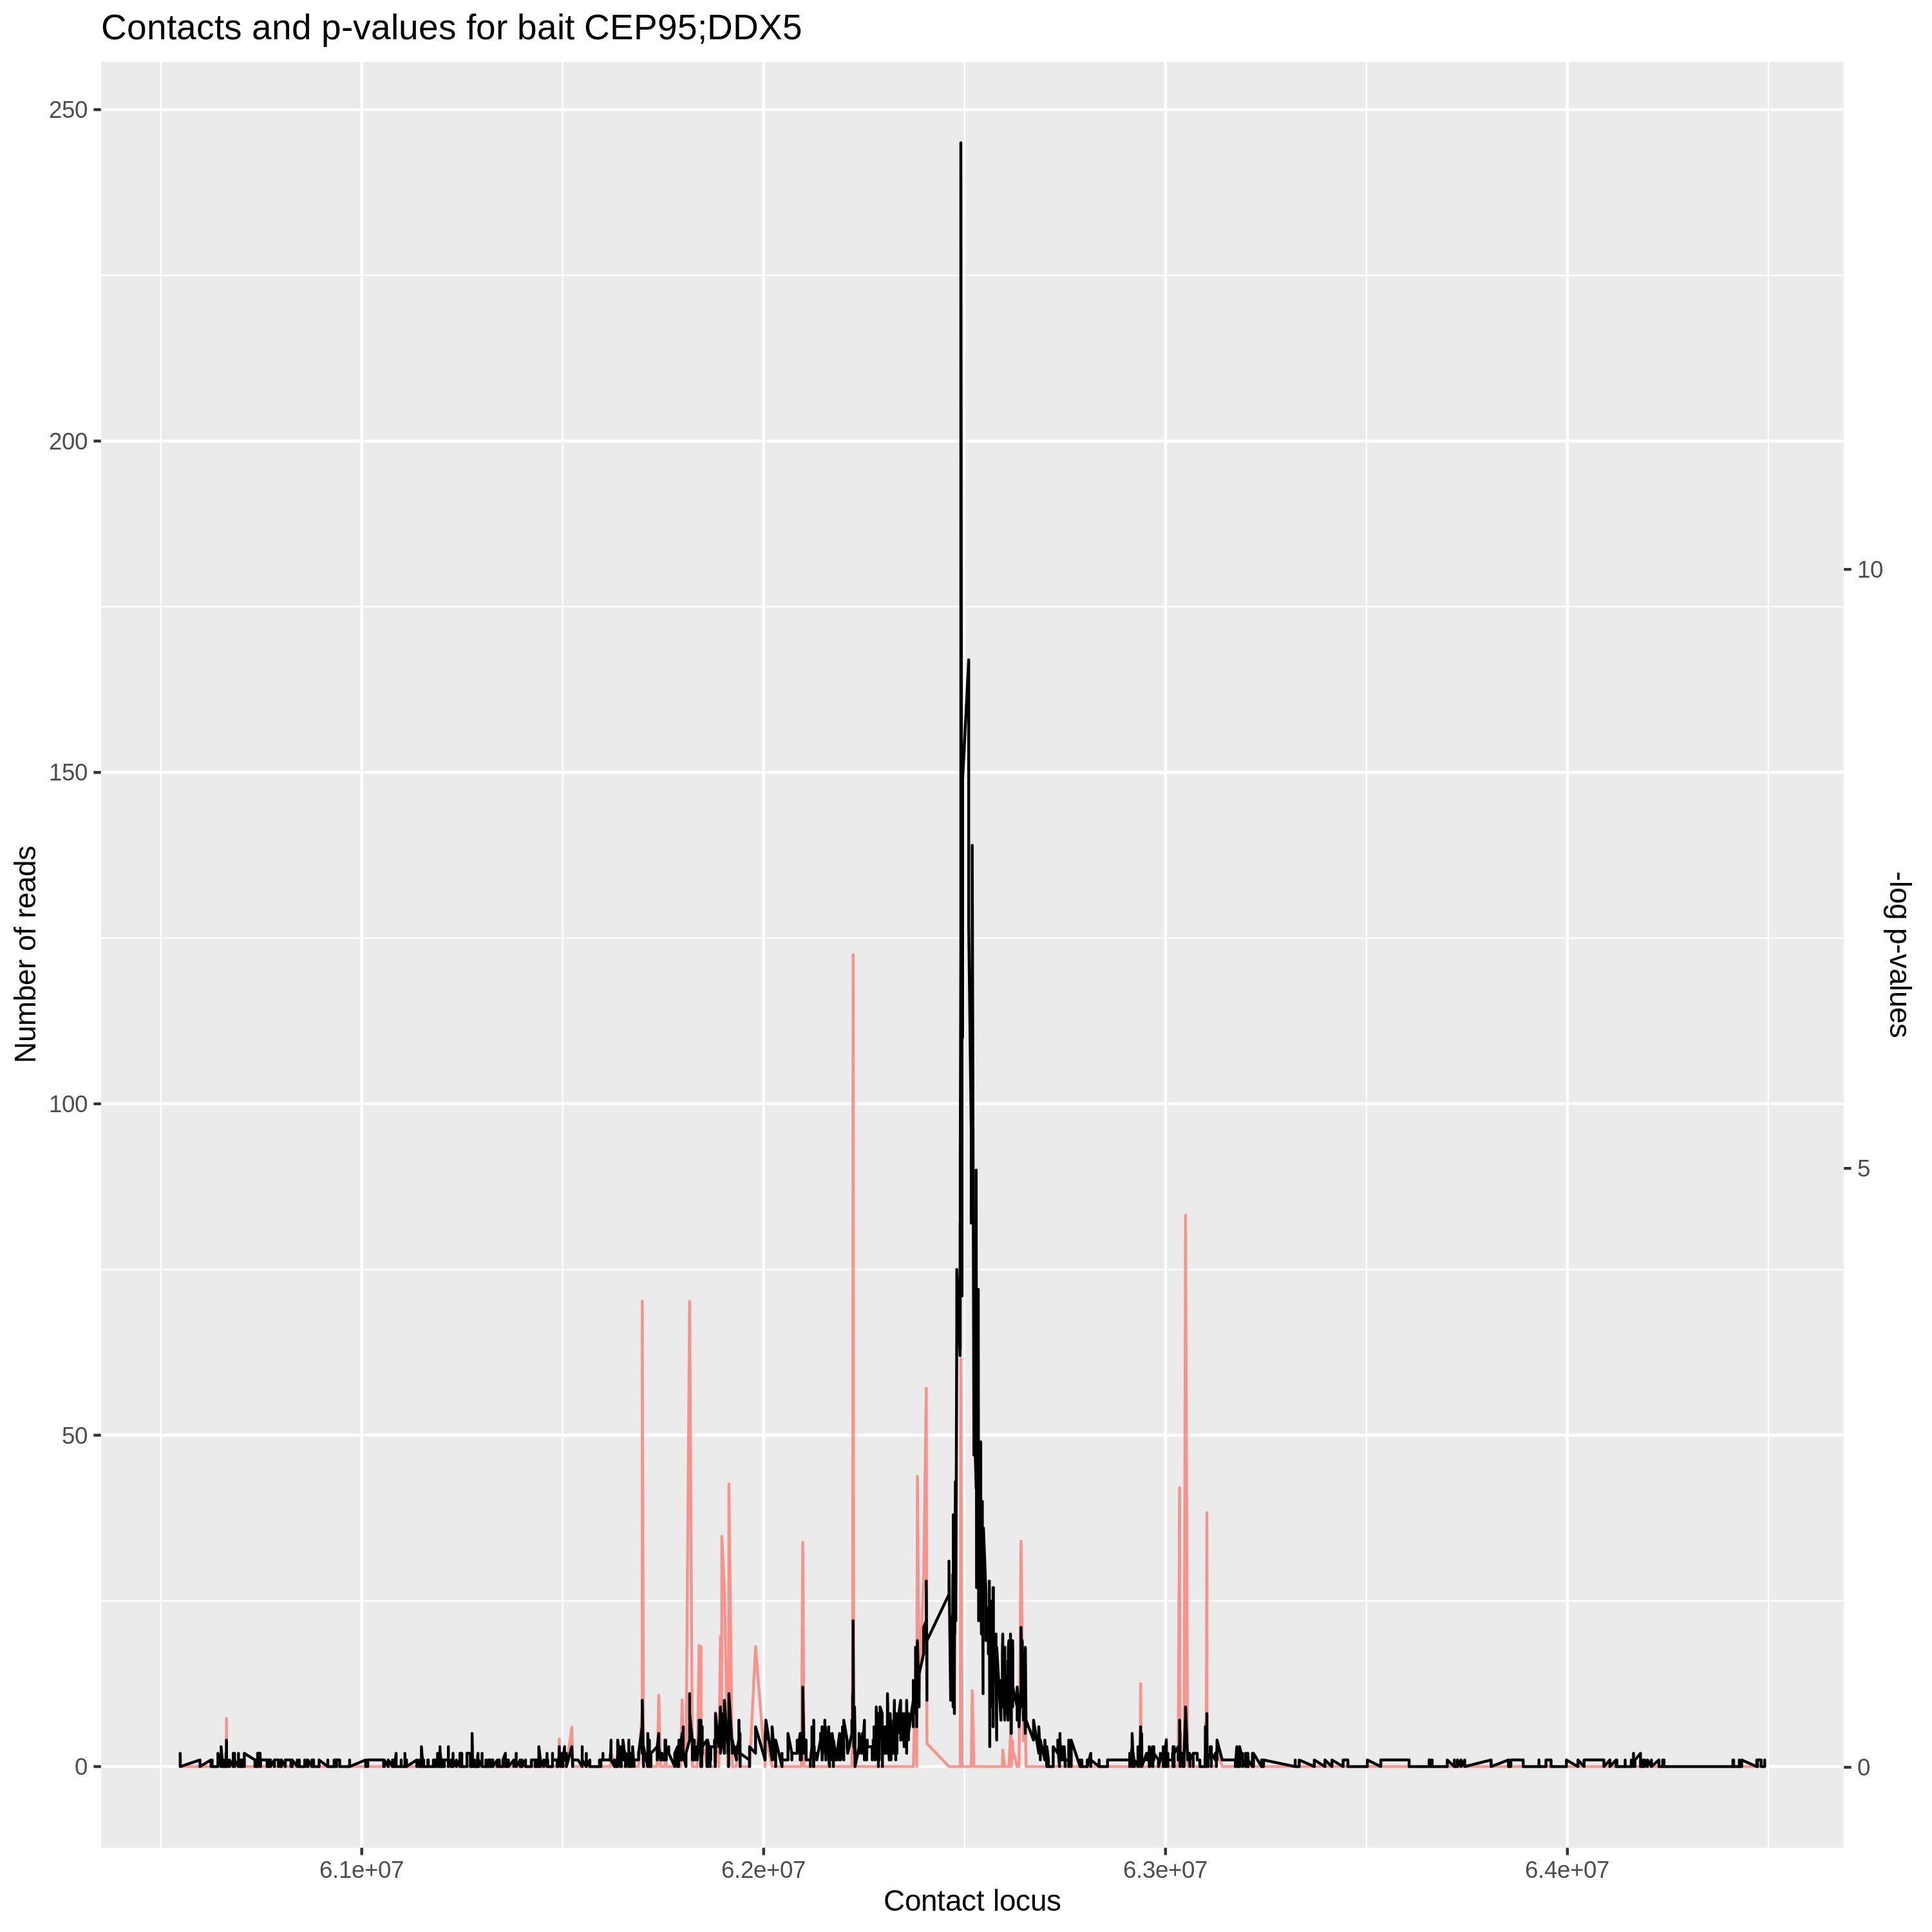 Contacts and p-values for bait CEP95;DDX5
250
200
150
100
50
0
Number of reads
10
5
0
-log p-values
6.1e+07
6.2e+07
6.3e+07
6.4e+07
Contact locus